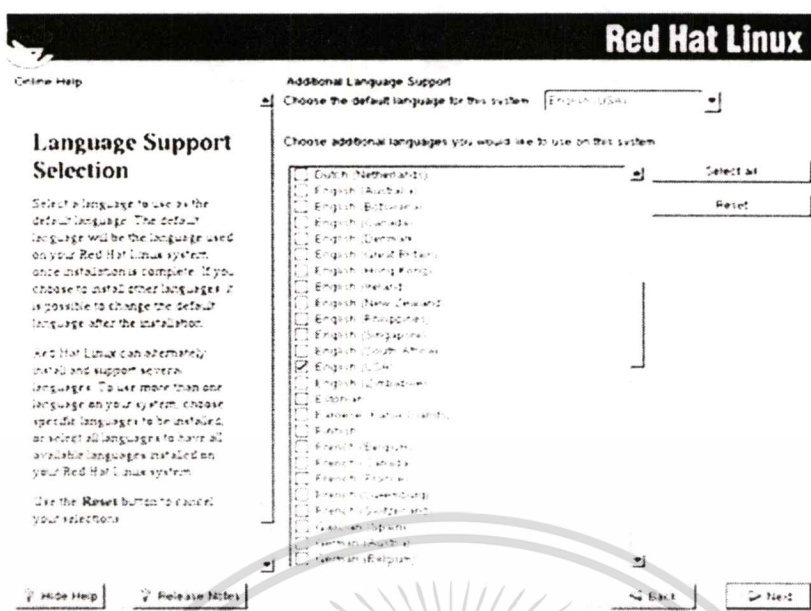 Red Hat Linux
Online Help
Language Support
Selection
Select a language to use as the
default language. The default
language will be the language used
on your Red Hat Linux system
once installation is complete. If you
choose to install other languages, it
is possible to change the default
language after the installation.
Red Hat Linux can alternately
install and support several
languages. To use more than one
language on your system, choose
specific languages to be installed,
or select all languages to have all
available languages installed on
your Red Hat Linux system.
Use the Reset button to cancel
your selections.
Hide Help
Release Notes
Additional Language Support
Choose the default language for this system
English (USA)
Choose additional languages you would like to use on this system
Dutch (Netherlands)
English (Australia)
English (Botswana)
English (Canada)
English (Denmark)
English (Great Britain)
English (Hong Kong)
English (Ireland)
English (New Zealand)
English (Philippines)
English (Singapore)
English (South Africa)
English (USA)
English (Zimbabwe)
Estonian
Faroese (Faroe Islands)
Finnish
French (Belgium)
French (Canada)
French (France)
French (Luxemburg)
French (Switzerland)
Galician (Spain)
German (Austria)
German (Belgium)
Select all
Reset
Back
Next